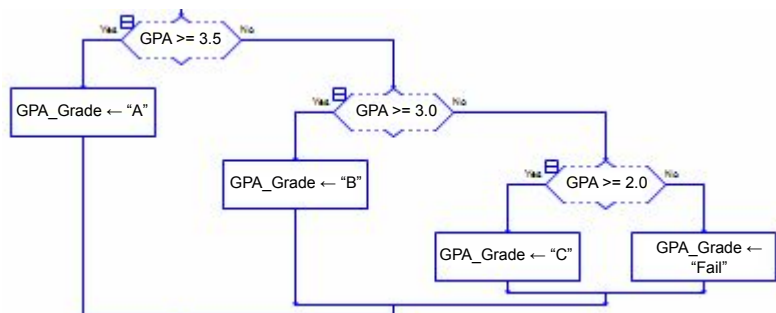 Yes
GPA >= 3.5
No
GPA_Grade ← “A”
Yes
GPA >= 3.0
No
GPA_Grade ← “B”
Yes
GPA >= 2.0
No
GPA_Grade ← “C”
GPA_Grade ←
“Fail”